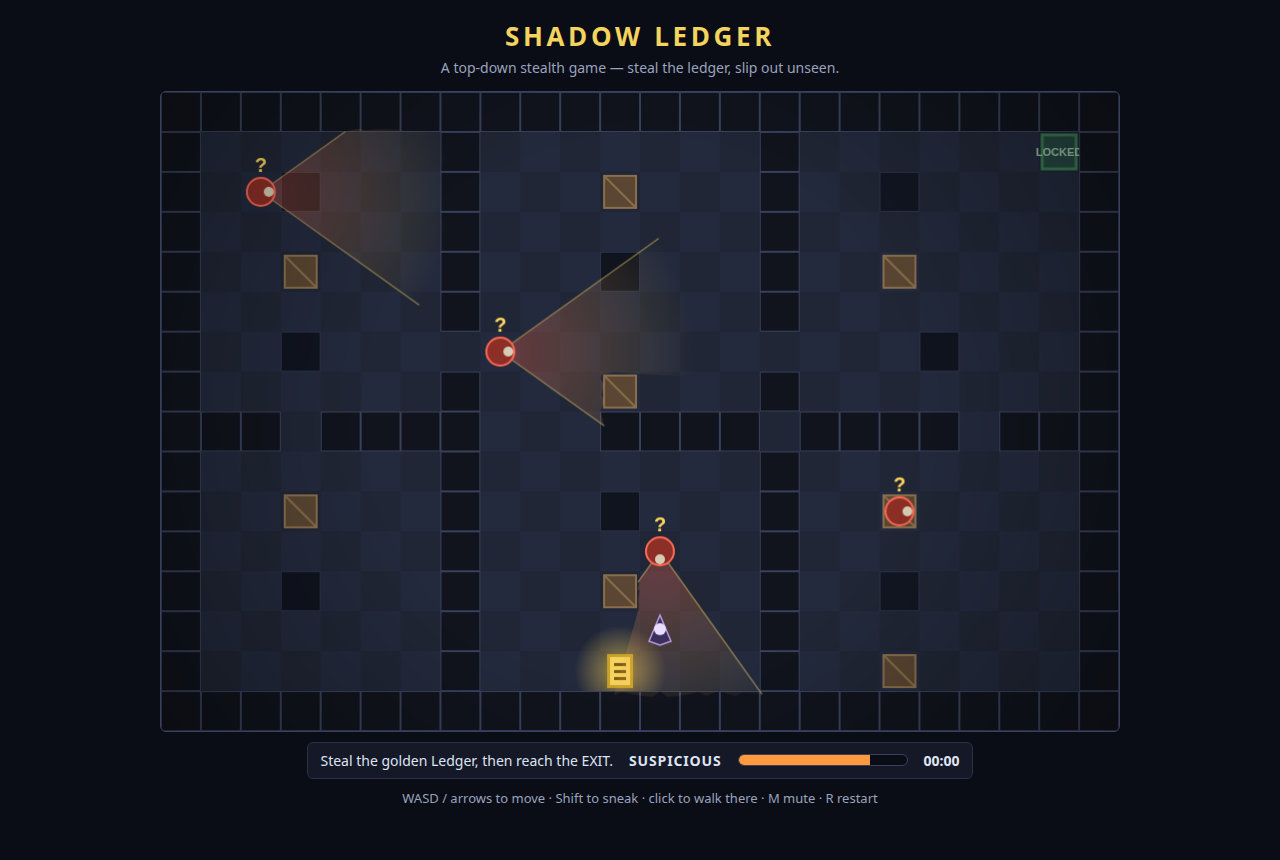 SHADOW LEDGER
A top-down stealth game — steal the ledger, slip out unseen.
LOCKED
?
?
?
?
Steal the golden Ledger, then reach the EXIT. SUSPICIOUS 00:00
WASD / arrows to move · Shift to sneak · click to walk there · M mute · R restart